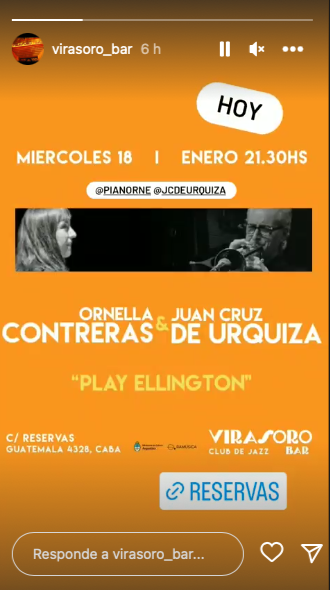 virasoro_bar 6 h
HOY
MIERCOLES 18 | ENERO 21.30HS
@PIANORNE @JCDEURQUIZA
ORNELLA CONTRERAS & JUAN CRUZ DE URQUIZA
“PLAY ELLINGTON”
C/ RESERVAS
GUATEMALA 4328, CABA
VIRASORO
CLUB DE JAZZ BAR
RESERVAS
Responde a virasoro_bar...